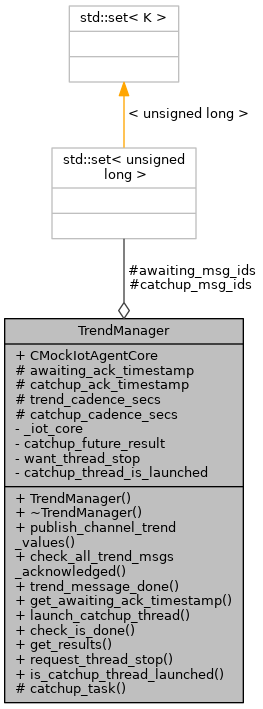 std::set< K >
< unsigned long >
std::set< unsigned
long >
#awaiting_msg_ids
#catchup_msg_ids
TrendManager
+ CMockIotAgentCore
# awaiting_ack_timestamp
# catchup_ack_timestamp
# trend_cadence_secs
# catchup_cadence_secs
- _iot_core
- catchup_future_result
- want_thread_stop
- catchup_thread_is_launched
+ TrendManager()
+ ~TrendManager()
+ publish_channel_trend
_values()
+ check_all_trend_msgs
_acknowledged()
+ trend_message_done()
+ get_awaiting_ack_timestamp()
+ launch_catchup_thread()
+ check_is_done()
+ get_results()
+ request_thread_stop()
+ is_catchup_thread_launched()
# catchup_task()